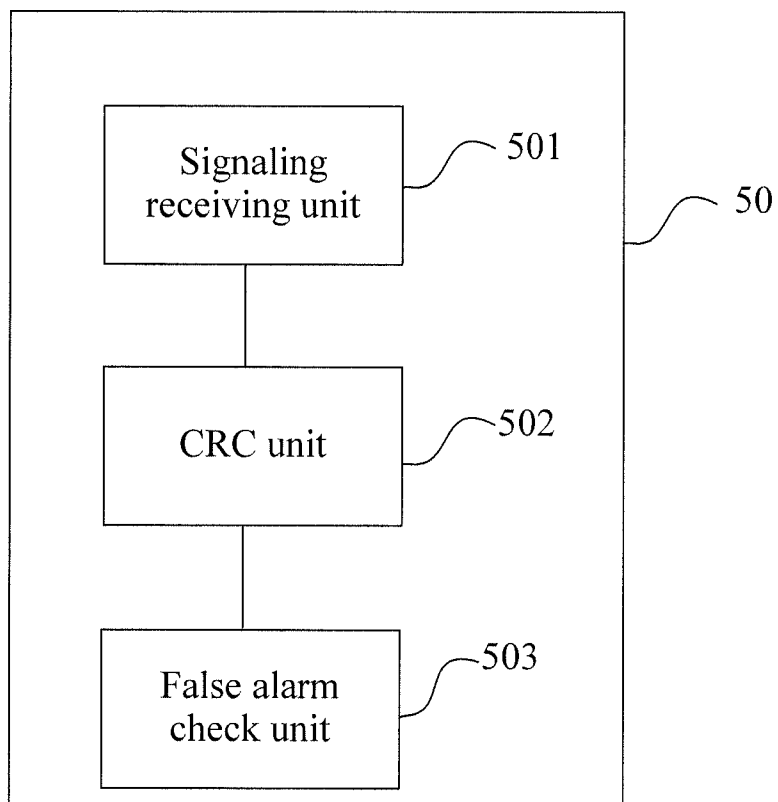 Signaling
receiving unit
501
50
CRC unit
502
False alarm
check unit
503